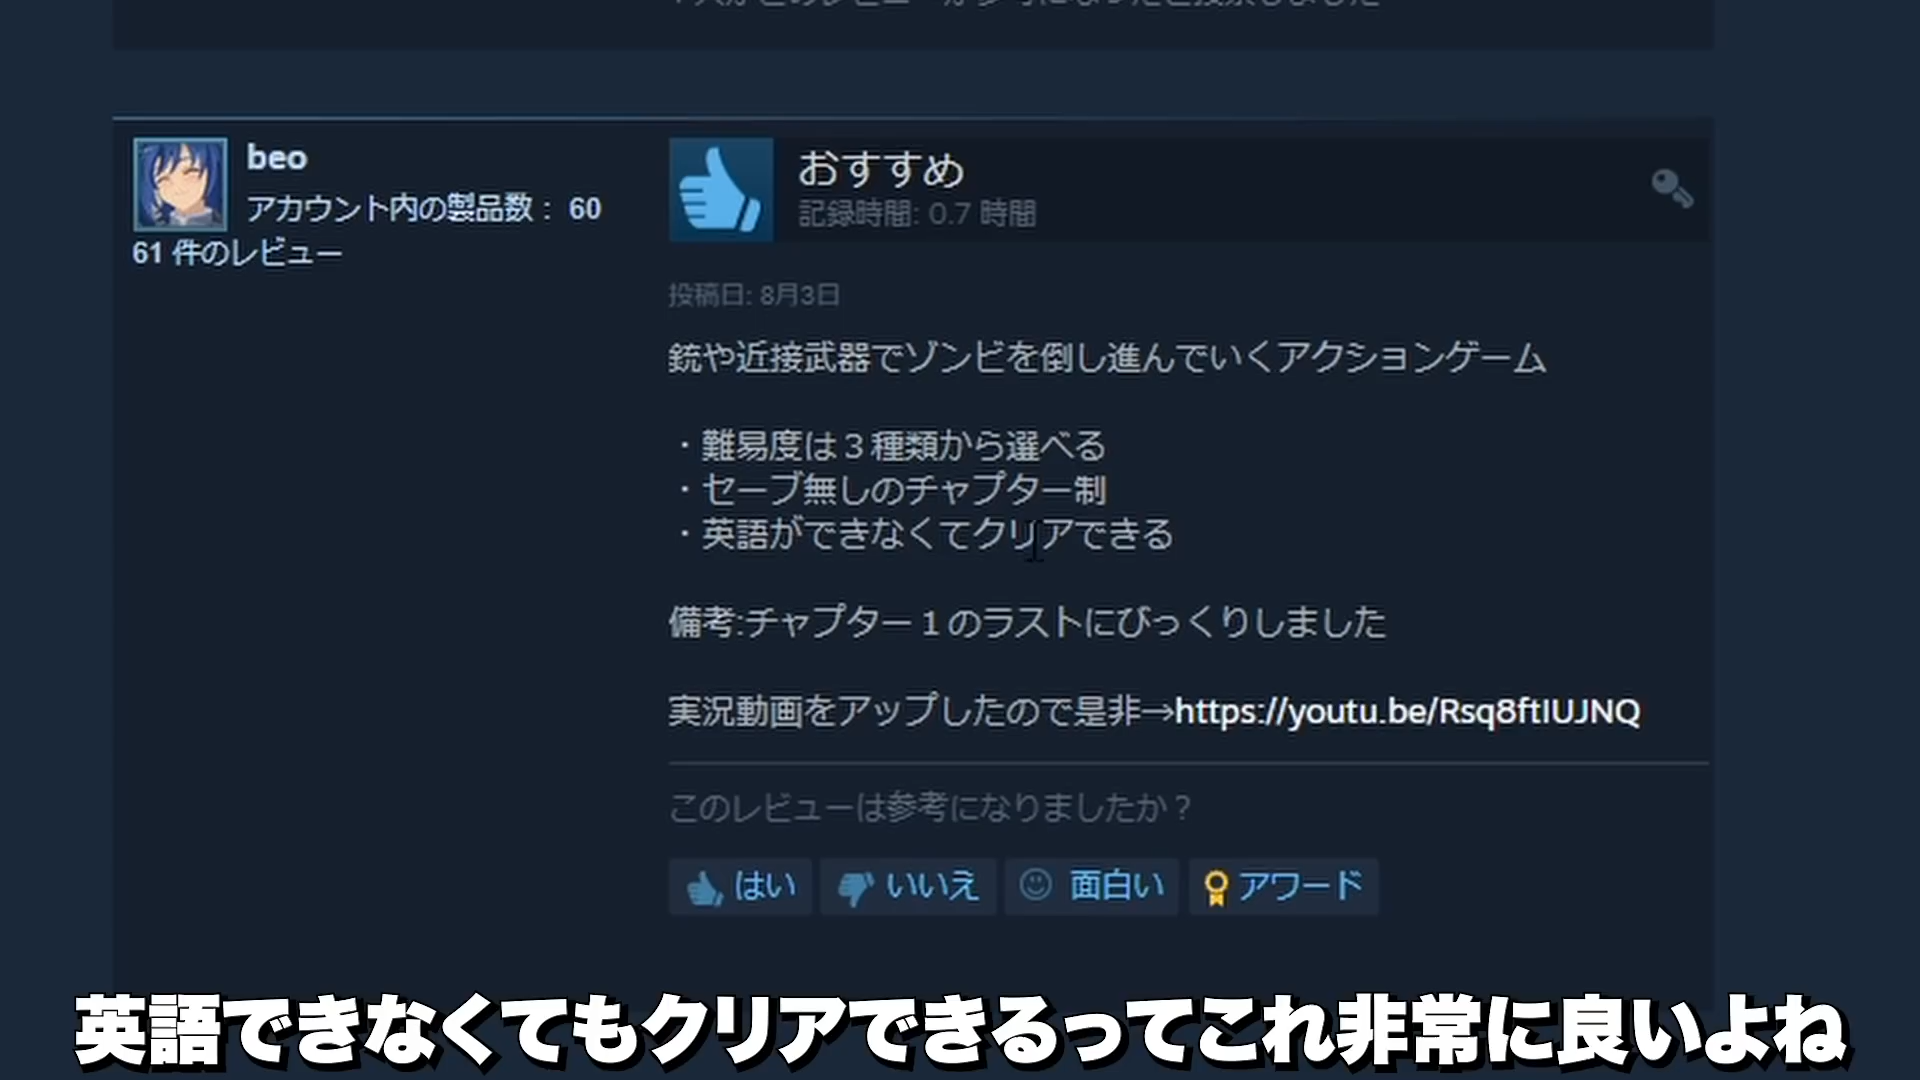 beo
アカウント内の製品数： 60
61 件のレビュー
おすすめ
記録時間: 0.7 時間
投稿日: 8月3日
銃や近接武器でゾンビを倒し進んでいくアクションゲーム
・難易度は３種類から選べる
・セーブ無しのチャプター制
・英語ができなくてクリアできる
備考:チャプター１のラストにびっくりしました
実況動画をアップしたので是非→https://youtu.be/Rsq8ftIUJNQ
このレビューは参考になりましたか？
はい いいえ 面白い アワード
英語できなくてもクリアできるってこれ非常に良いよね